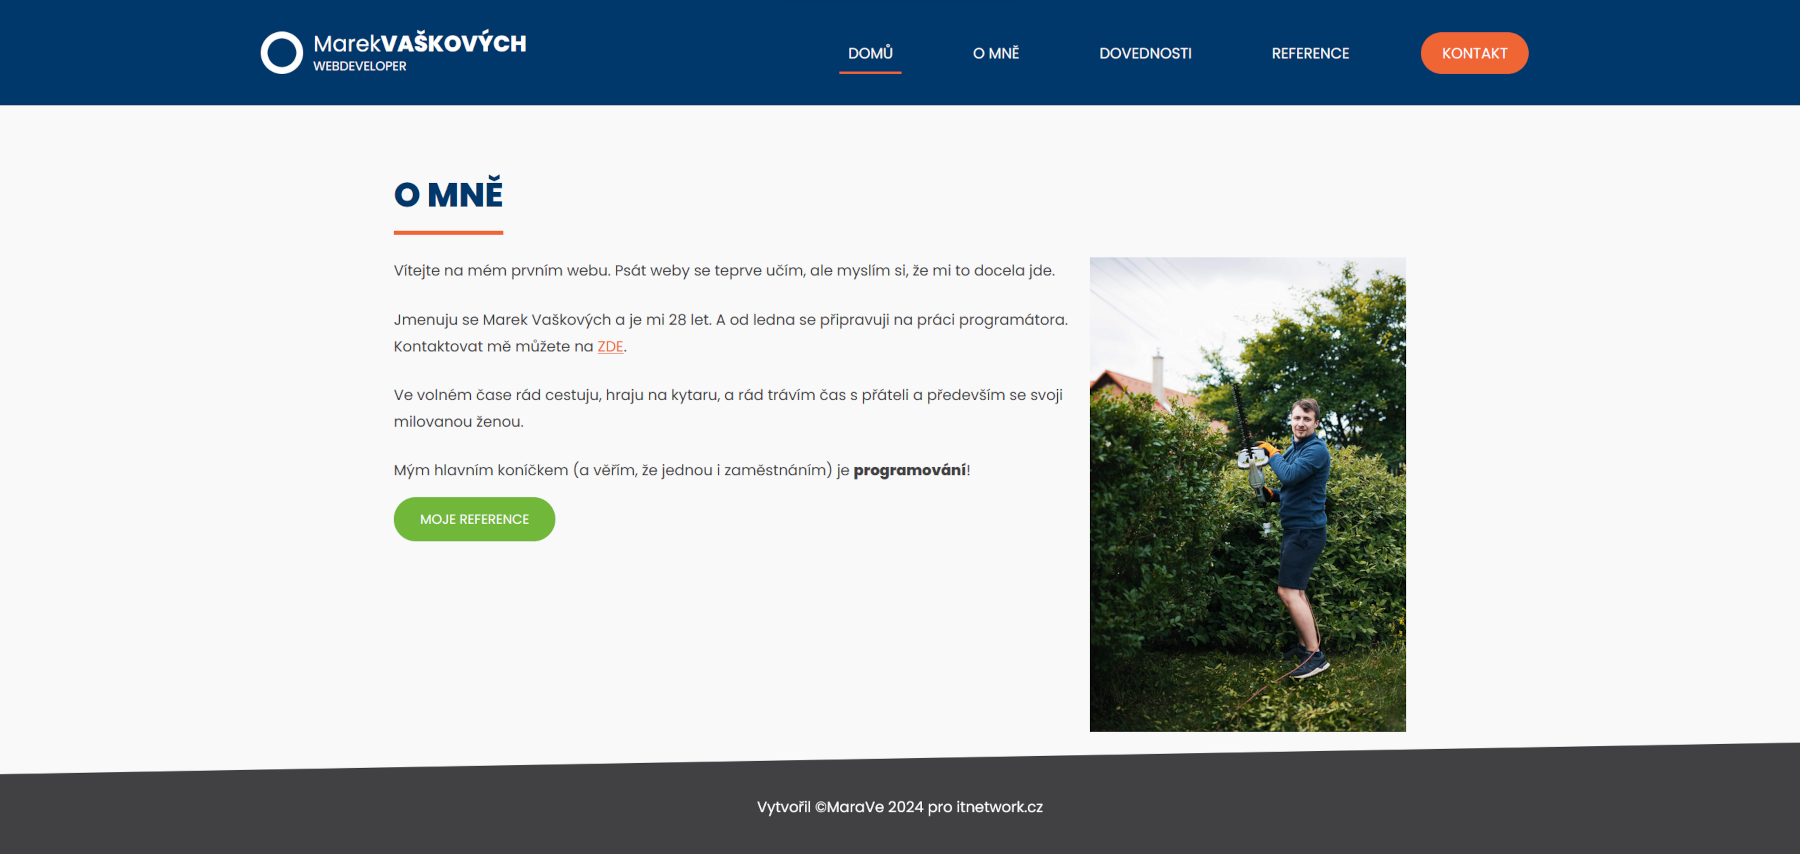 MarekVAŠKOVÝCH
WEBDEVELOPER
DOMŮ
O MNĚ
DOVEDNOSTI
REFERENCE
KONTAKT
O MNĚ
Vítejte na mém prvním webu. Psát weby se teprve učím, ale myslím si, že mi to docela jde.
Jmenuju se Marek Vaškových a je mi 28 let. A od ledna se připravuji na práci programátora.
Kontaktovat mě můžete na ZDE.
Ve volném čase rád cestuju, hraju na kytaru, a rád trávím čas s přáteli a především se svoji
milovanou ženou.
Mým hlavním koníčkem (a věřím, že jednou i zaměstnáním) je programování!
MOJE REFERENCE
Vytvořil ©MaraVe 2024 pro itnetwork.cz